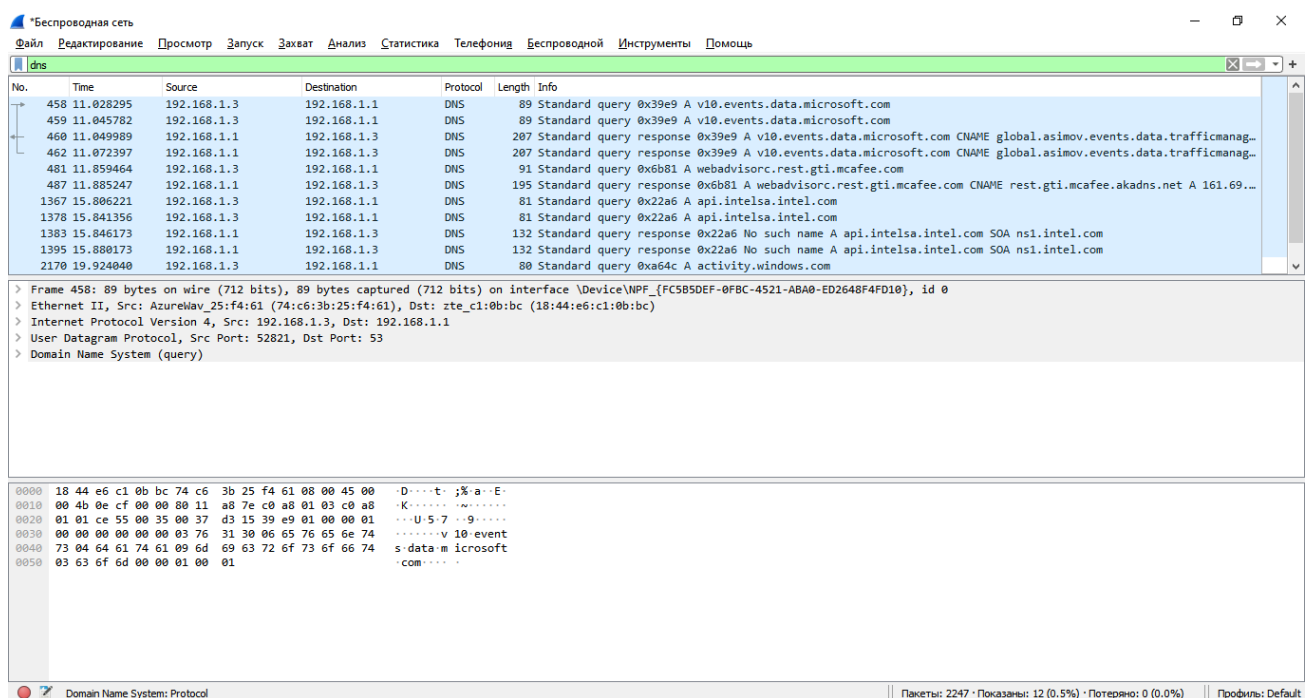 *Беспроводная сеть
Файл Редактирование Просмотр Запуск Захват Анализ Статистика Телефония Беспроводной Инструменты Помощь
dns
No. Time Source Destination Protocol Length Info
458 11.028295 192.168.1.3 192.168.1.1 DNS 89 Standard query 0x39e9 A v10.events.data.microsoft.com
459 11.045782 192.168.1.3 192.168.1.1 DNS 89 Standard query 0x39e9 A v10.events.data.microsoft.com
460 11.049989 192.168.1.1 192.168.1.3 DNS 207 Standard query response 0x39e9 A v10.events.data.microsoft.com CNAME global.asimov.events.data.trafficmanag…
462 11.072397 192.168.1.1 192.168.1.3 DNS 207 Standard query response 0x39e9 A v10.events.data.microsoft.com CNAME global.asimov.events.data.trafficmanag…
481 11.859464 192.168.1.3 192.168.1.1 DNS 91 Standard query 0x6b81 A webadvisorc.rest.gti.mcafee.com
487 11.885247 192.168.1.1 192.168.1.3 DNS 195 Standard query response 0x6b81 A webadvisorc.rest.gti.mcafee.com CNAME rest.gti.mcafee.akadns.net A 161.69.…
1367 15.806221 192.168.1.3 192.168.1.1 DNS 81 Standard query 0x22a6 A api.intelsa.intel.com
1378 15.841356 192.168.1.3 192.168.1.1 DNS 81 Standard query 0x22a6 A api.intelsa.intel.com
1383 15.846173 192.168.1.1 192.168.1.3 DNS 132 Standard query response 0x22a6 No such name A api.intelsa.intel.com SOA ns1.intel.com
1395 15.880173 192.168.1.1 192.168.1.3 DNS 132 Standard query response 0x22a6 No such name A api.intelsa.intel.com SOA ns1.intel.com
2170 19.924040 192.168.1.3 192.168.1.1 DNS 80 Standard query 0xa64c A activity.windows.com
> Frame 458: 89 bytes on wire (712 bits), 89 bytes captured (712 bits) on interface \Device\NPF_{FC5B5DEF-0FBC-4521-ABA0-ED2648F4FD10}, id 0
> Ethernet II, Src: AzureWav_25:f4:61 (74:c6:3b:25:f4:61), Dst: zte_c1:0b:bc (18:44:e6:c1:0b:bc)
> Internet Protocol Version 4, Src: 192.168.1.3, Dst: 192.168.1.1
> User Datagram Protocol, Src Port: 52821, Dst Port: 53
> Domain Name System (query)
0000 18 44 e6 c1 0b bc 74 c6 3b 25 f4 61 08 00 45 00 ·D····t· ;%·a··E·
0010 00 4b 0e cf 00 00 80 11 a8 7e c0 a8 01 03 c0 a8 ·K······ ·~······
0020 01 01 ce 55 00 35 00 37 d3 15 39 e9 01 00 00 01 ···U·5·7 ··9·····
0030 00 00 00 00 00 00 03 76 31 30 06 65 76 65 6e 74 ·······v 10·event
0040 73 04 64 61 74 61 09 6d 69 63 72 6f 73 6f 66 74 s·data·m icrosoft
0050 03 63 6f 6d 00 00 01 00 01 ·com···· ·
Domain Name System: Protocol Пакеты: 2247 · Показаны: 12 (0.5%) · Потеряно: 0 (0.0%) Профиль: Default